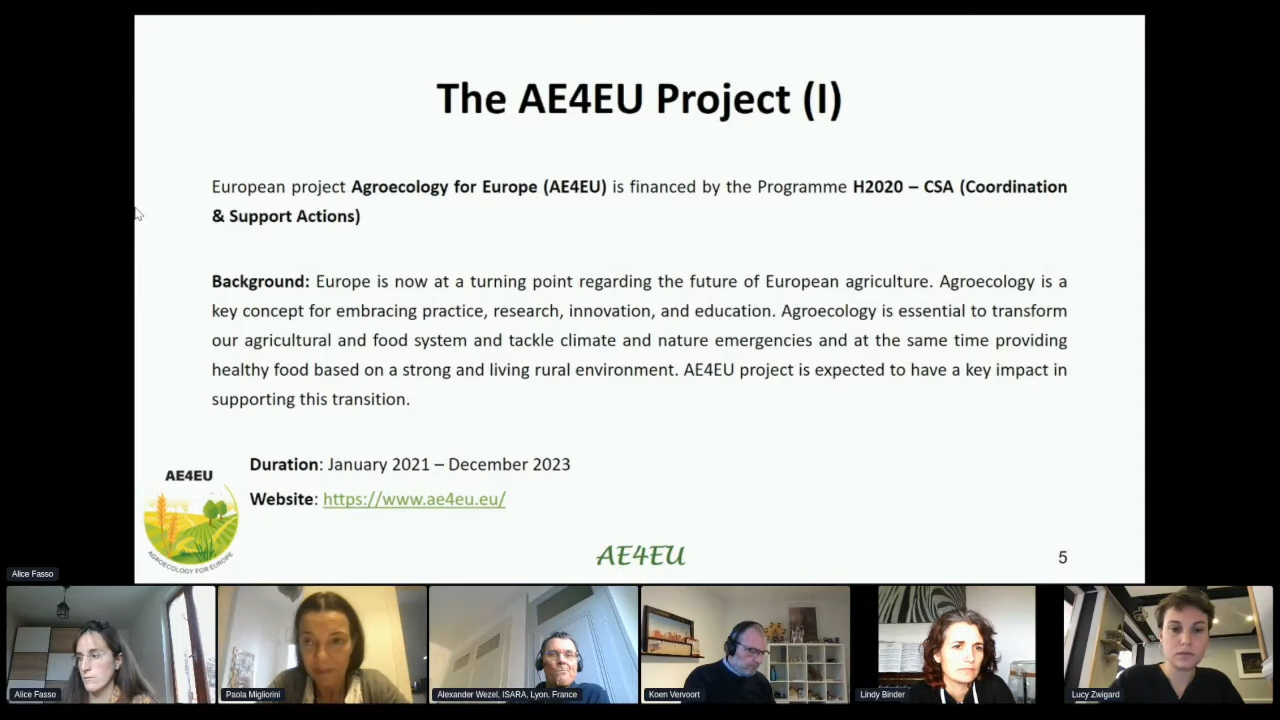 The AE4EU Project (I)
European project Agroecology for Europe (AE4EU) is financed by the Programme H2020 – CSA (Coordination
& Support Actions)
Background: Europe is now at a turning point regarding the future of European agriculture. Agroecology is a
key concept for embracing practice, research, innovation, and education. Agroecology is essential to transform
our agricultural and food system and tackle climate and nature emergencies and at the same time providing
healthy food based on a strong and living rural environment. AE4EU project is expected to have a key impact in
supporting this transition.
Duration: January 2021 – December 2023
Website: https://www.ae4eu.eu/
AE4EU
AGROECOLOGY FOR EUROPE
AE4EU
5
Alice Fasso
Alice Fasso
Paola Migliorini
Alexander Wezel, ISARA, Lyon, France
Koen Vervoort
Lindy Binder
Lucy Zwigard